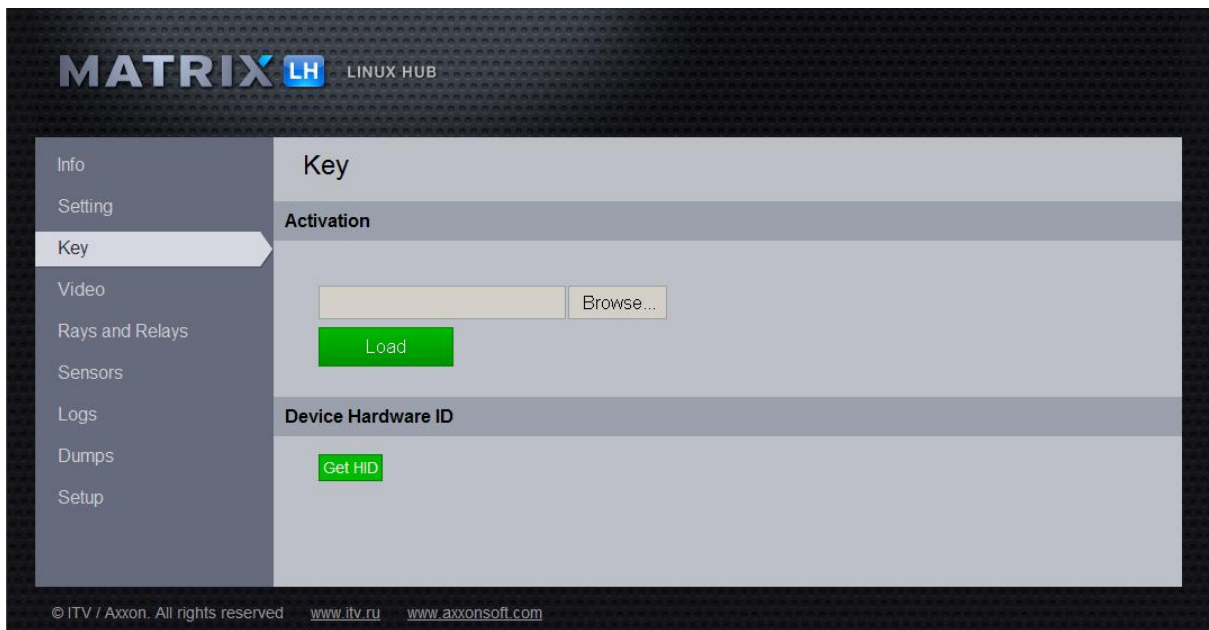 MATRIX LH LINUX HUB
Info
Setting
Key
Video
Rays and Relays
Sensors
Logs
Dumps
Setup
Key
Activation
Browse...
Load
Device Hardware ID
Get HID
© ITV / Axxon. All rights reserved www.itv.ru www.axxonsoft.com